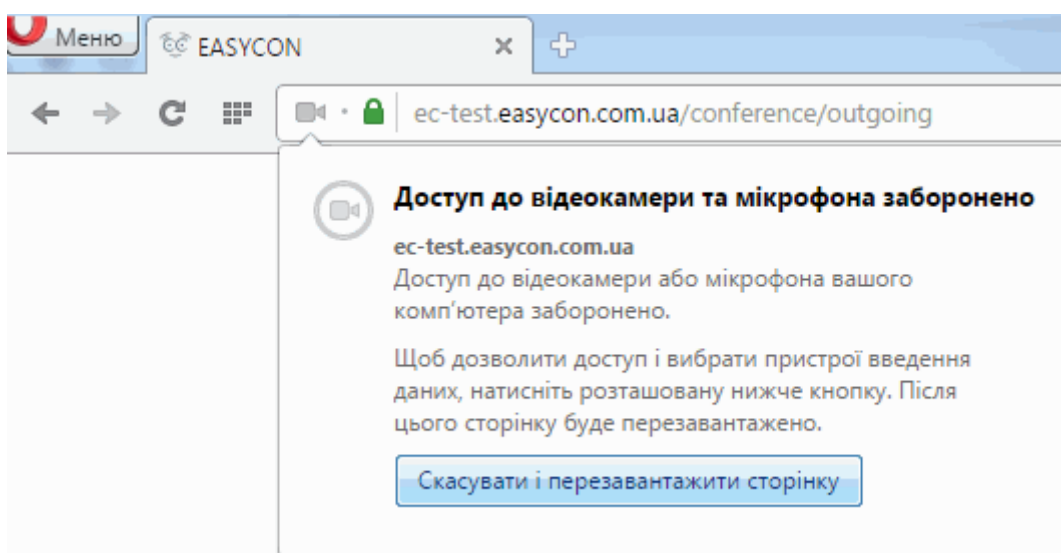 Меню
EASYCON
ec-test.easycon.com.ua/conference/outgoing
Доступ до відеокамери та мікрофона заборонено
ec-test.easycon.com.ua
Доступ до відеокамери або мікрофона вашого
комп'ютера заборонено.
Щоб дозволити доступ і вибрати пристрої введення
даних, натисніть розташовану нижче кнопку. Після
цього сторінку буде перезавантажено.
Скасувати і перезавантажити сторінку